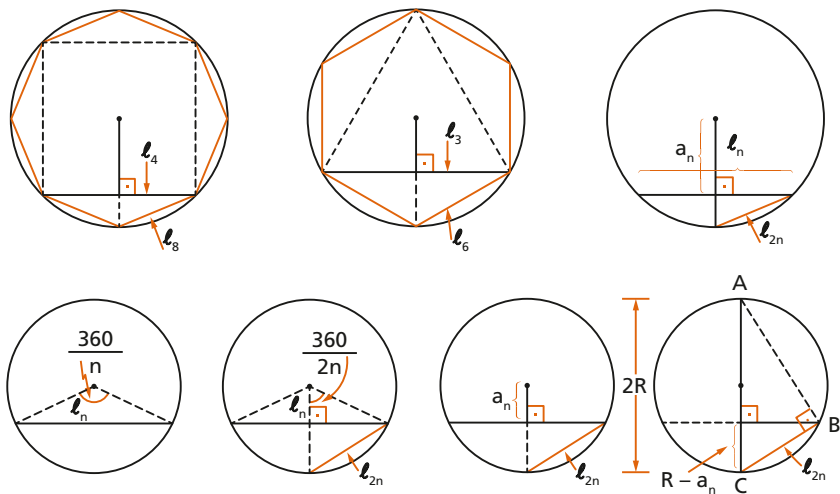 ℓ₄
ℓ₈
ℓ₃
ℓ₆
aₙ
ℓₙ
ℓ₂ₙ
360
n
ℓₙ
360
2n
ℓₙ
ℓ₂ₙ
aₙ
ℓ₂ₙ
A
2R
B
R – aₙ
C
ℓ₂ₙ